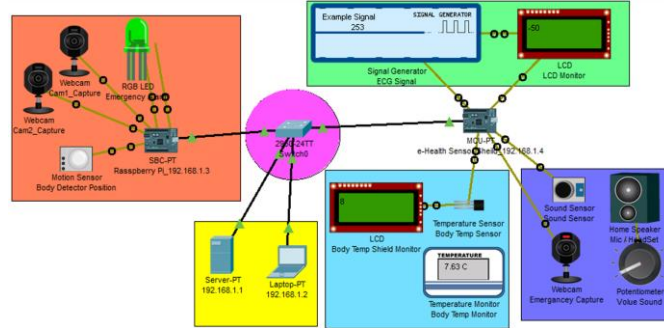 Example Signal
253
SIGNAL GENERATOR
-50
LCD
LCD Monitor
Signal Generator
ECG Signal
Webcam
Cam1_Capture
RGB LED
Emergency
Webcam
Cam2_Capture
SBC-PT
Rasspberry Pi_192.168.1.3
Motion Sensor
Body Detector Position
2950-24TT
Switch0
MCU-PT
e-Health Sensor Shield_192.168.1.4
Server-PT
192.168.1.1
Laptop-PT
192.168.1.2
8
LCD
Body Temp Shield Monitor
Temperature Sensor
Body Temp Sensor
TEMPERATURE
7.63 C
Temperature Monitor
Body Temp Monitor
Sound Sensor
Sound Sensor
Home Speaker
Mic / HeadSet
Webcam
Emergancey Capture
Potentiometer
Volue Sound